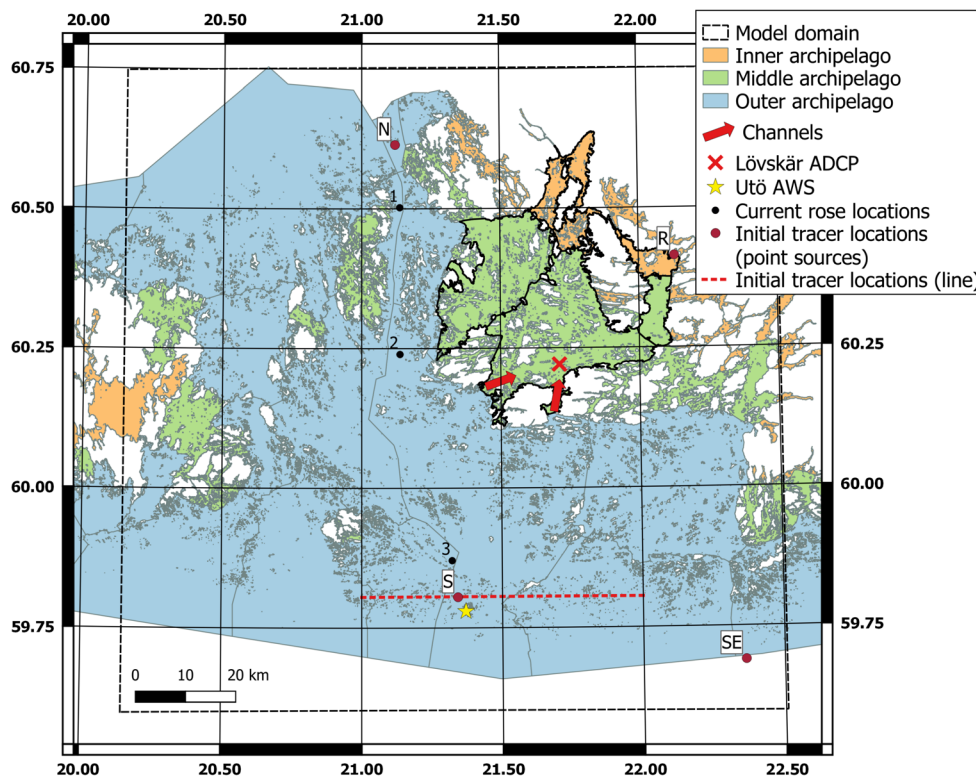 20.00 20.50 21.00 21.50 22.00
Model domain
Inner archipelago
Middle archipelago
Outer archipelago
Channels
Lövskär ADCP
Utö AWS
Current rose locations
Initial tracer locations
(point sources)
Initial tracer locations (line)
60.75
60.50
60.25
60.00
59.75
60.25
60.00
59.75
N
1
R
2
3
S
SE
0 10 20 km
20.00 20.50 21.00 21.50 22.00 22.50